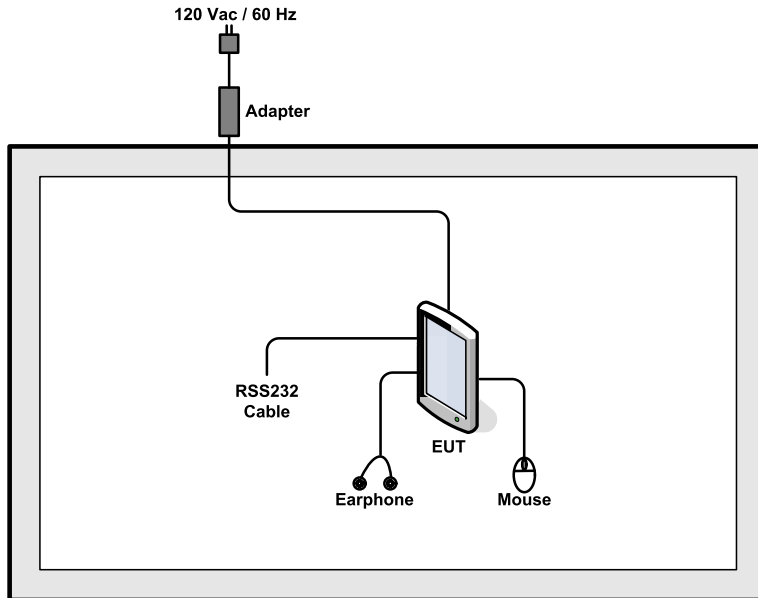 120 Vac / 60 Hz
Adapter
RSS232
Cable
EUT
Earphone
Mouse